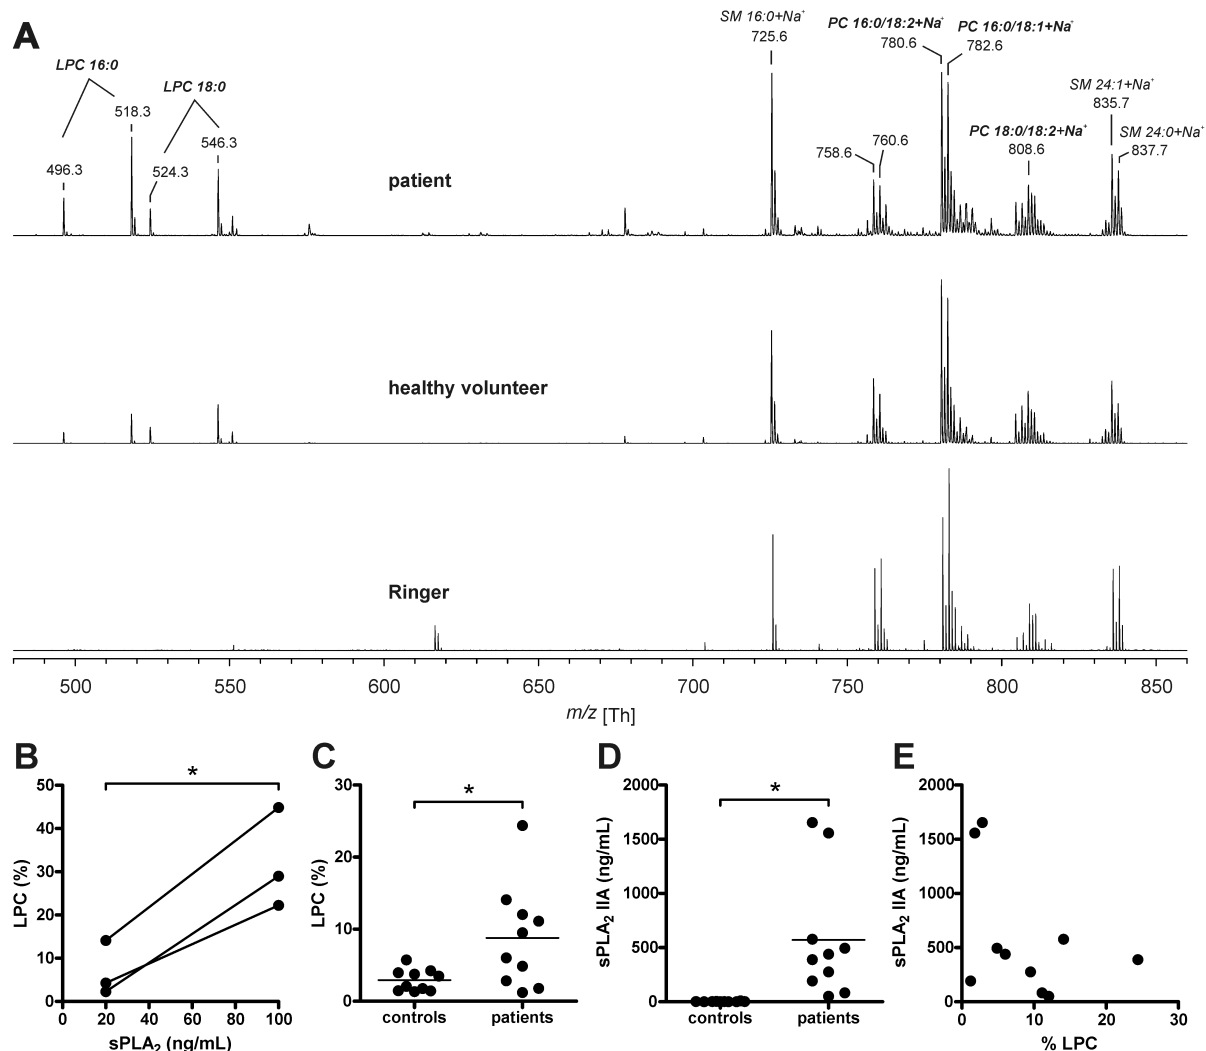 A
SM 16:0+Na+
725.6
PC 16:0/18:2+Na+
780.6
PC 16:0/18:1+Na+
782.6
LPC 16:0
LPC 18:0
SM 24:1+Na+
835.7
518.3
PC 18:0/18:2+Na+
808.6
SM 24:0+Na+
837.7
546.3
758.6
760.6
496.3
524.3
patient
healthy volunteer
Ringer
500 550 600 650 700 750 800 850
m/z [Th]
B
50
40
30
20
10
0
LPC (%)
*
0 20 40 60 80 100
sPLA2 (ng/mL)
C
30
20
10
0
LPC (%)
*
controls patients
D
2000
1500
1000
500
0
sPLA2 IIA (ng/mL)
*
controls patients
E
2000
1500
1000
500
0
sPLA2 IIA (ng/mL)
0 10 20 30
% LPC